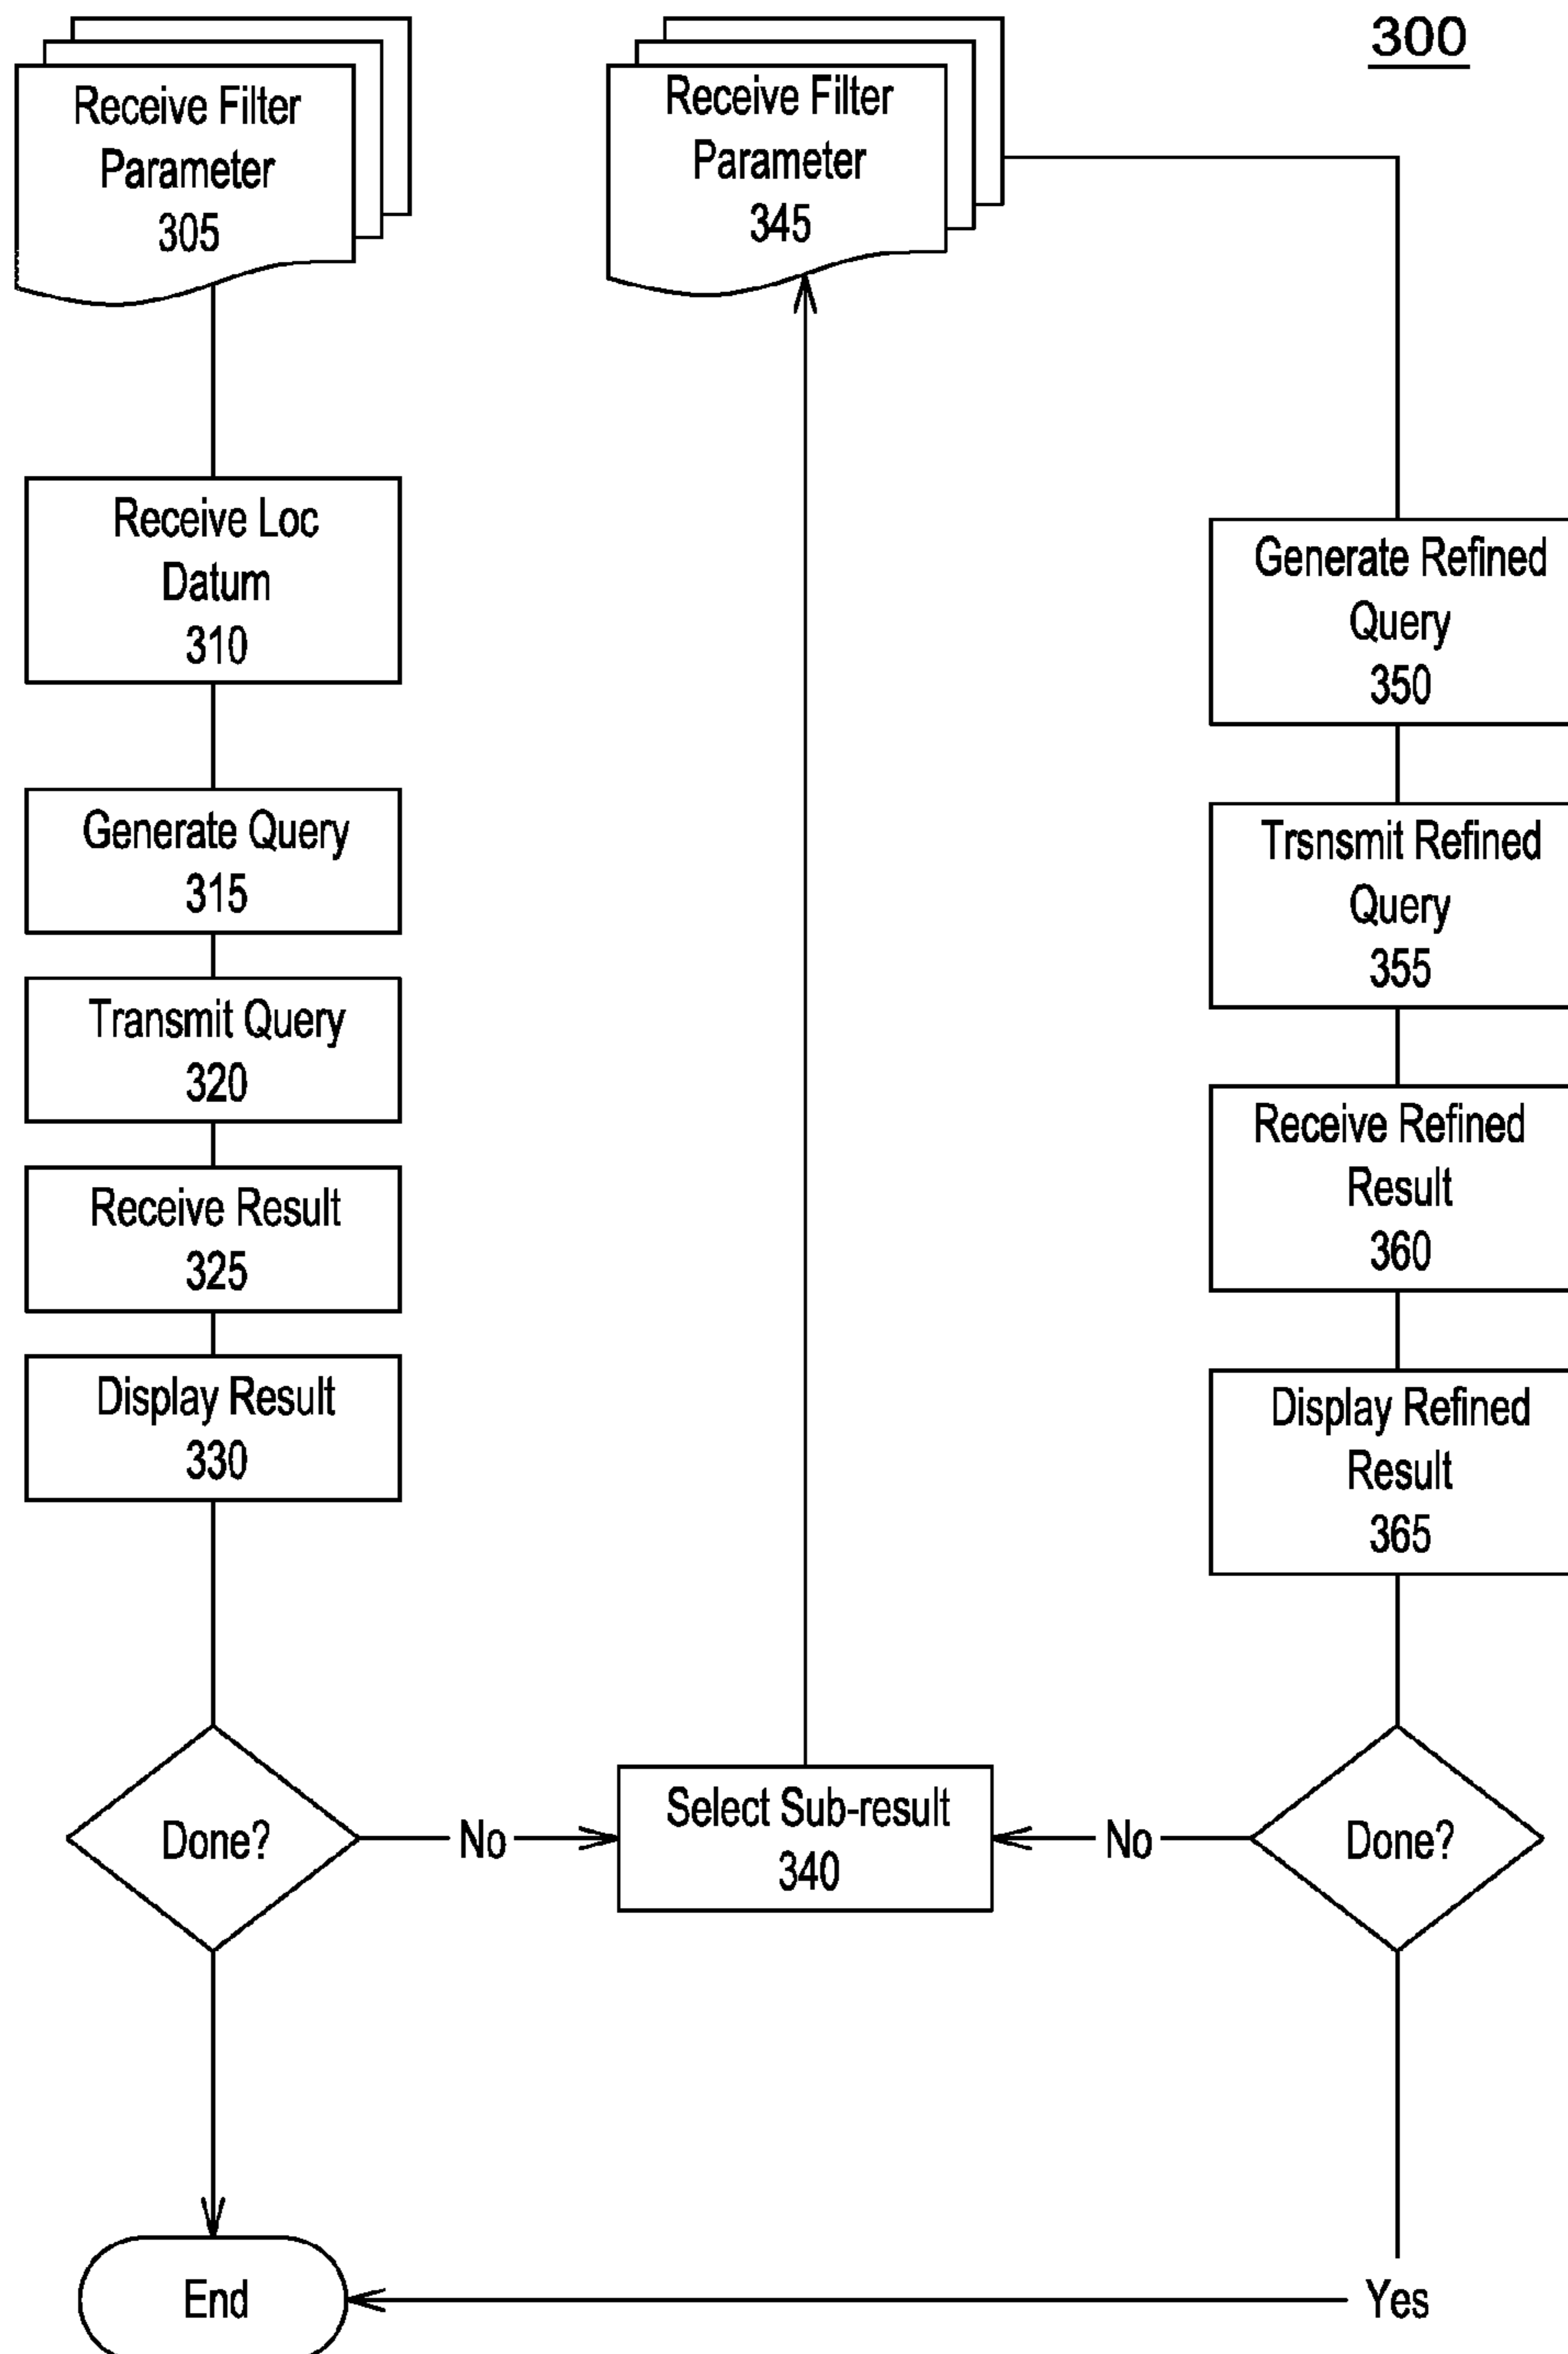 300
Receive Filter
Parameter
305
Receive Loc
Datum
310
Generate Query
315
Transmit Query
320
Receive Result
325
Display Result
330
Done?
No
End
Receive Filter
Parameter
345
Select Sub-result
340
Generate Refined
Query
350
Trsnsmit Refined
Query
355
Receive Refined
Result
360
Display Refined
Result
365
Done?
No
Yes